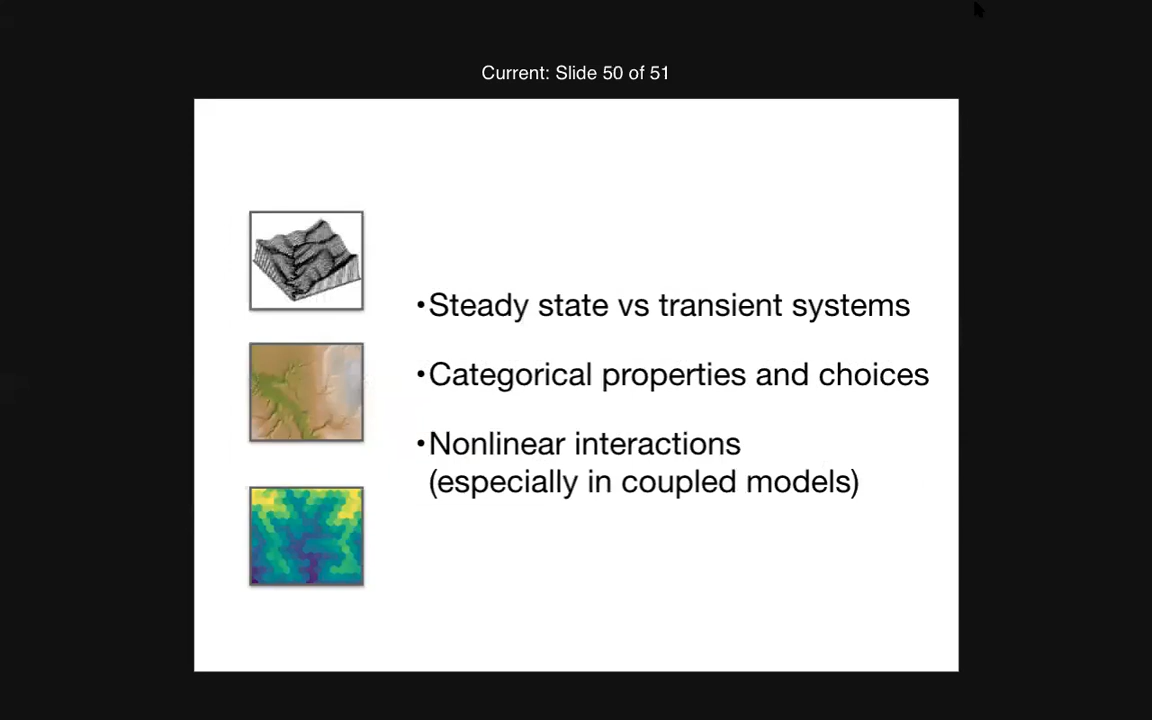 Current: Slide 50 of 51
•Steady state vs transient systems
•Categorical properties and choices
•Nonlinear interactions
(especially in coupled models)